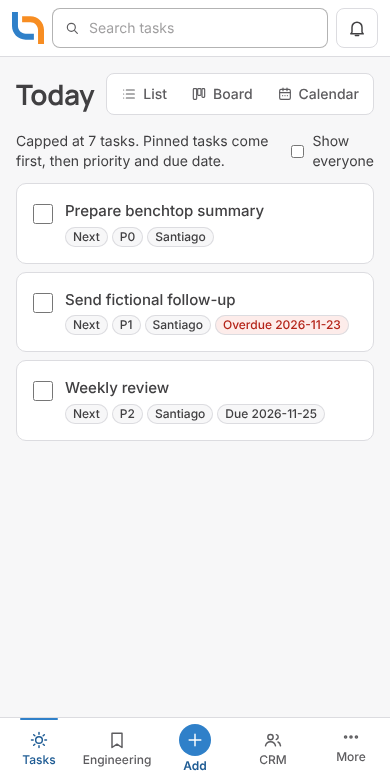 Search tasks
Today
List
Board
Calendar
Capped at 7 tasks. Pinned tasks come
first, then priority and due date.
Show
everyone
Prepare benchtop summary
Next P0 Santiago
Send fictional follow-up
Next P1 Santiago Overdue 2026-11-23
Weekly review
Next P2 Santiago Due 2026-11-25
Tasks
Engineering
Add
CRM
More